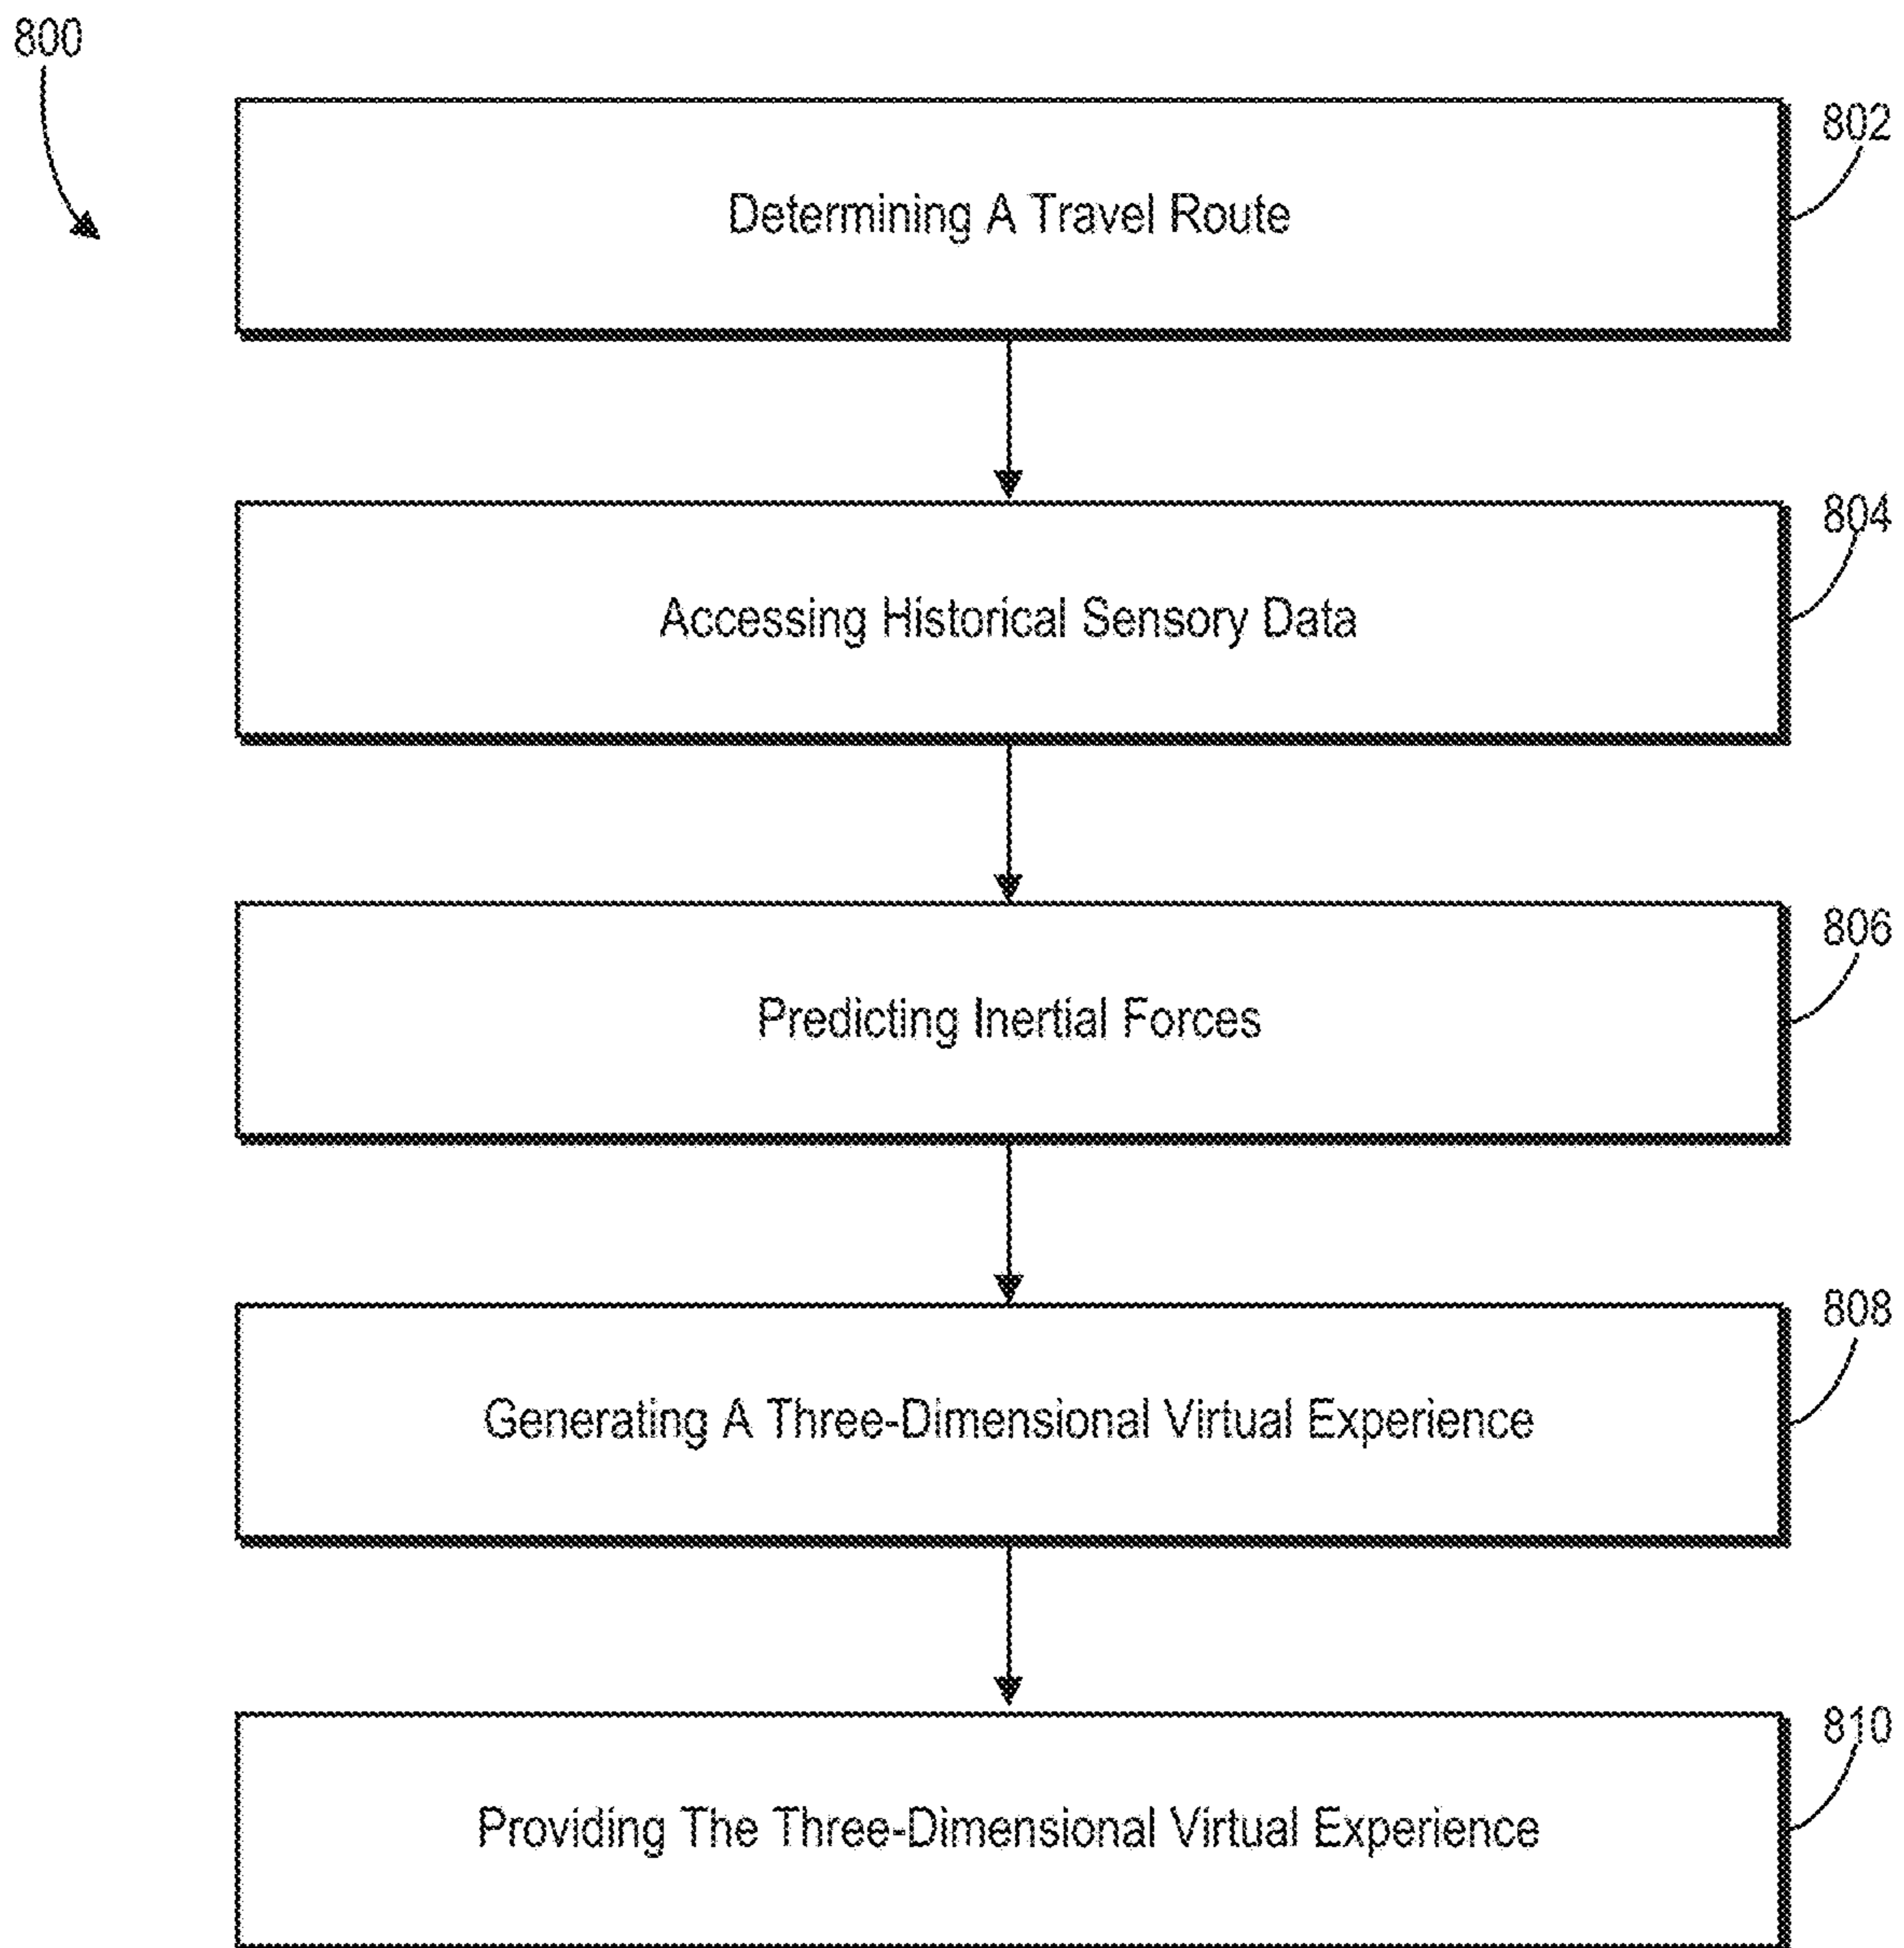 800
802
Determining A Travel Route
804
Accessing Historical Sensory Data
806
Predicting Inertial Forces
808
Generating A Three-Dimensional Virtual Experience
810
Providing The Three-Dimensional Virtual Experience